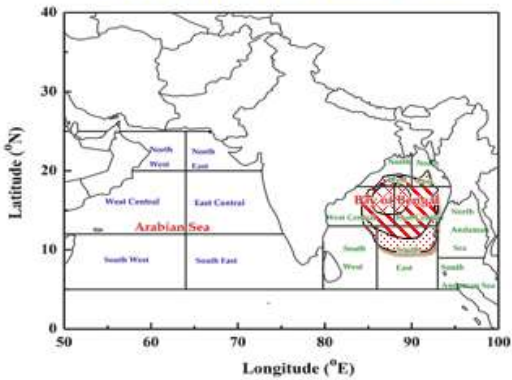 40
30
20
10
0
Latitude (°N)
50
60
70
80
90
100
Longitude (°E)
North
West
North
East
West Central
East Central
Arabian Sea
South West
South East
North
North
Bay of Bengal
West Central
South
West
East
North
Andaman
Sea
South
Andaman Sea